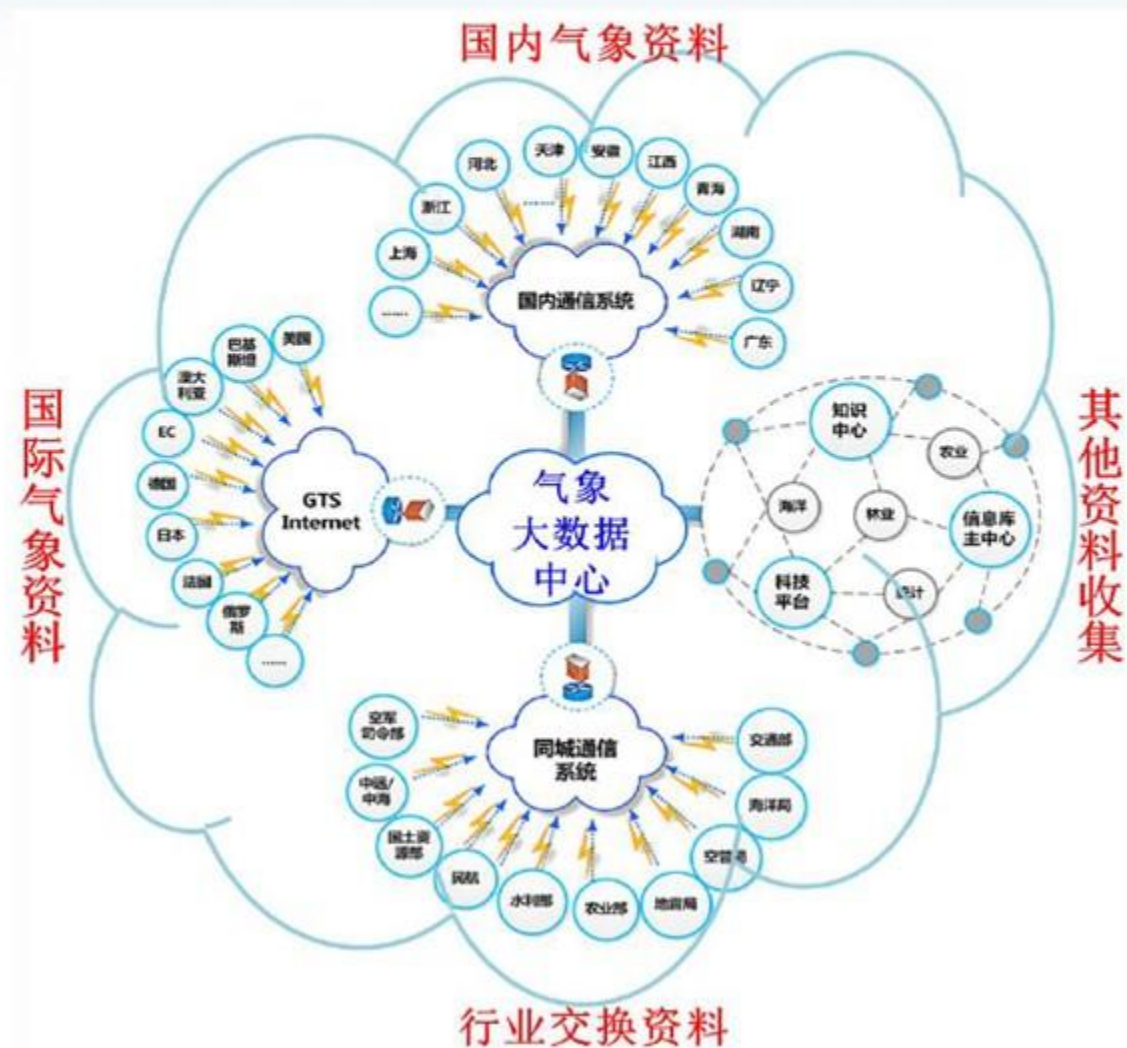 国内气象资料
河北
天津
安徽
江西
青海
湖南
辽宁
广东
浙江
上海
......
国内通信系统
国际气象资料
美国
巴基
斯坦
澳大
利亚
EC
德国
日本
法国
俄罗
斯
......
GTS
Internet
气象
大数据
中心
其他资料收集
知识
中心
农业
海洋
林业
信息库
主中心
科技
平台
统计
同城通信
系统
空军
司令部
中远/
中海
国土资
源部
民航
水利部
农业部
地震局
空管局
海洋局
交通部
行业交换资料